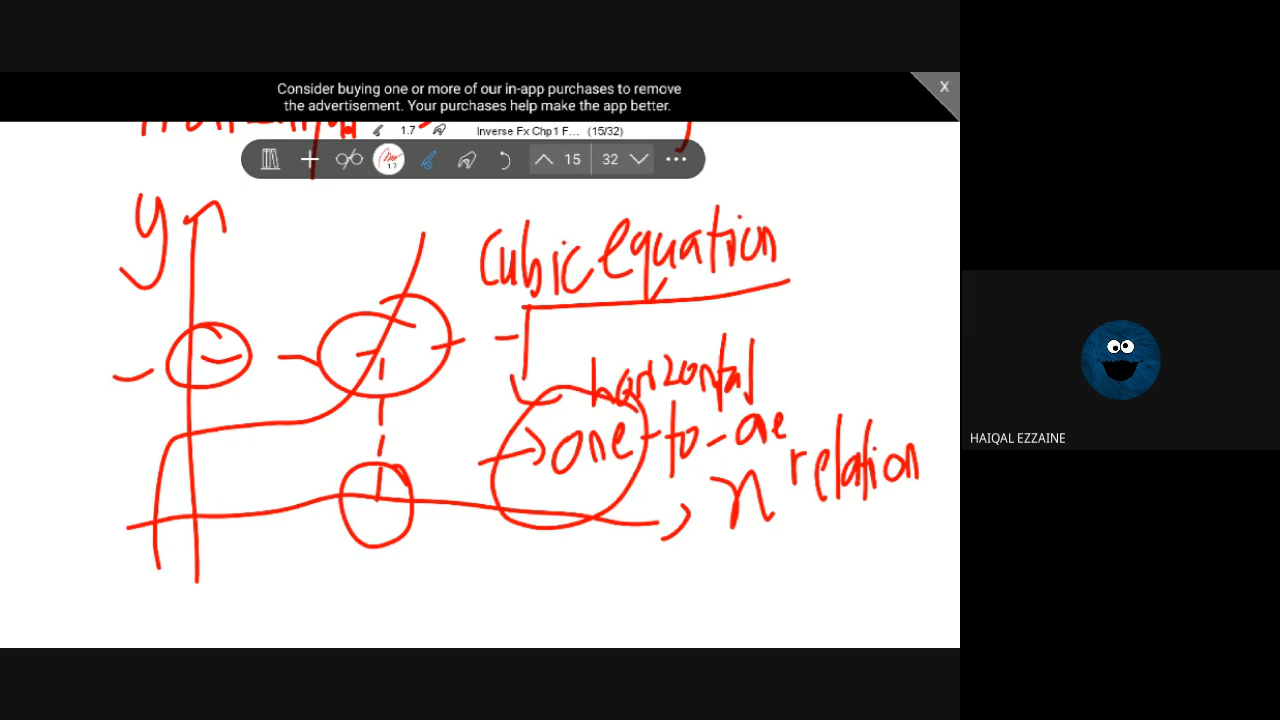 Consider buying one or more of our in-app purchases to remove
the advertisement. Your purchases help make the app better.
X
1.7 Inverse Fx Chp1 F... (15/32)
1.7
15 32
y
Cubic equation
horizontal
one-to-one
relation
x
HAIQAL EZZAINE